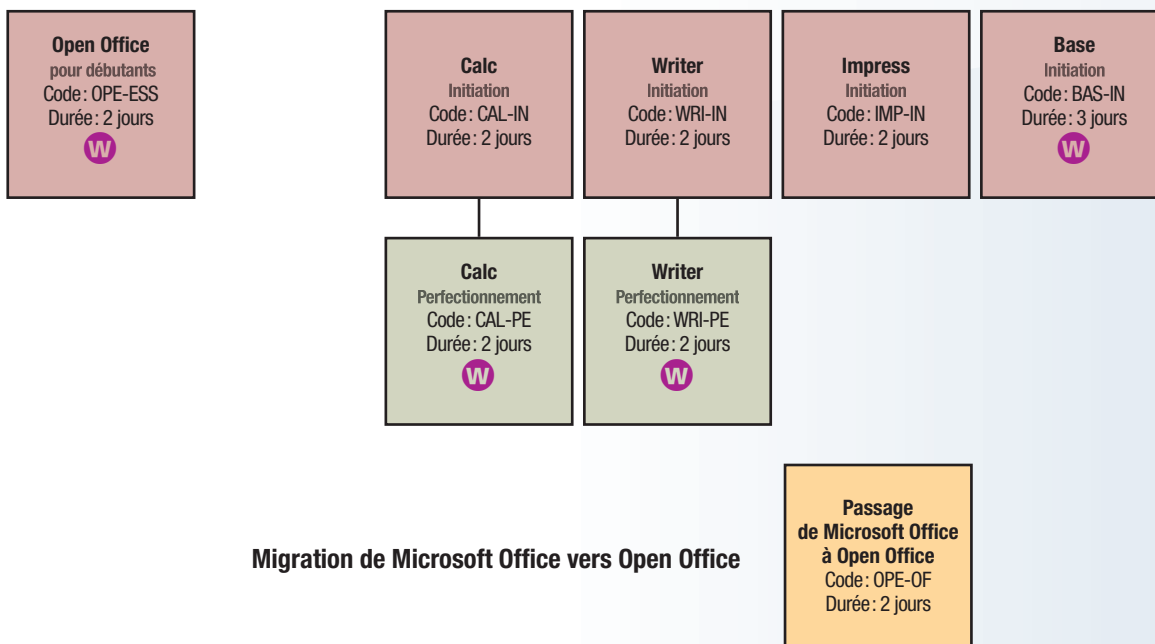 Open Office
pour débutants
Code : OPE-ESS
Durée : 2 jours
W
Calc
Initiation
Code : CAL-IN
Durée : 2 jours
Writer
Initiation
Code : WRI-IN
Durée : 2 jours
Impress
Initiation
Code : IMP-IN
Durée : 2 jours
Base
Initiation
Code : BAS-IN
Durée : 3 jours
W
Calc
Perfectionnement
Code : CAL-PE
Durée : 2 jours
W
Writer
Perfectionnement
Code : WRI-PE
Durée : 2 jours
W
Migration de Microsoft Office vers Open Office
Passage
de Microsoft Office
à Open Office
Code : OPE-OF
Durée : 2 jours